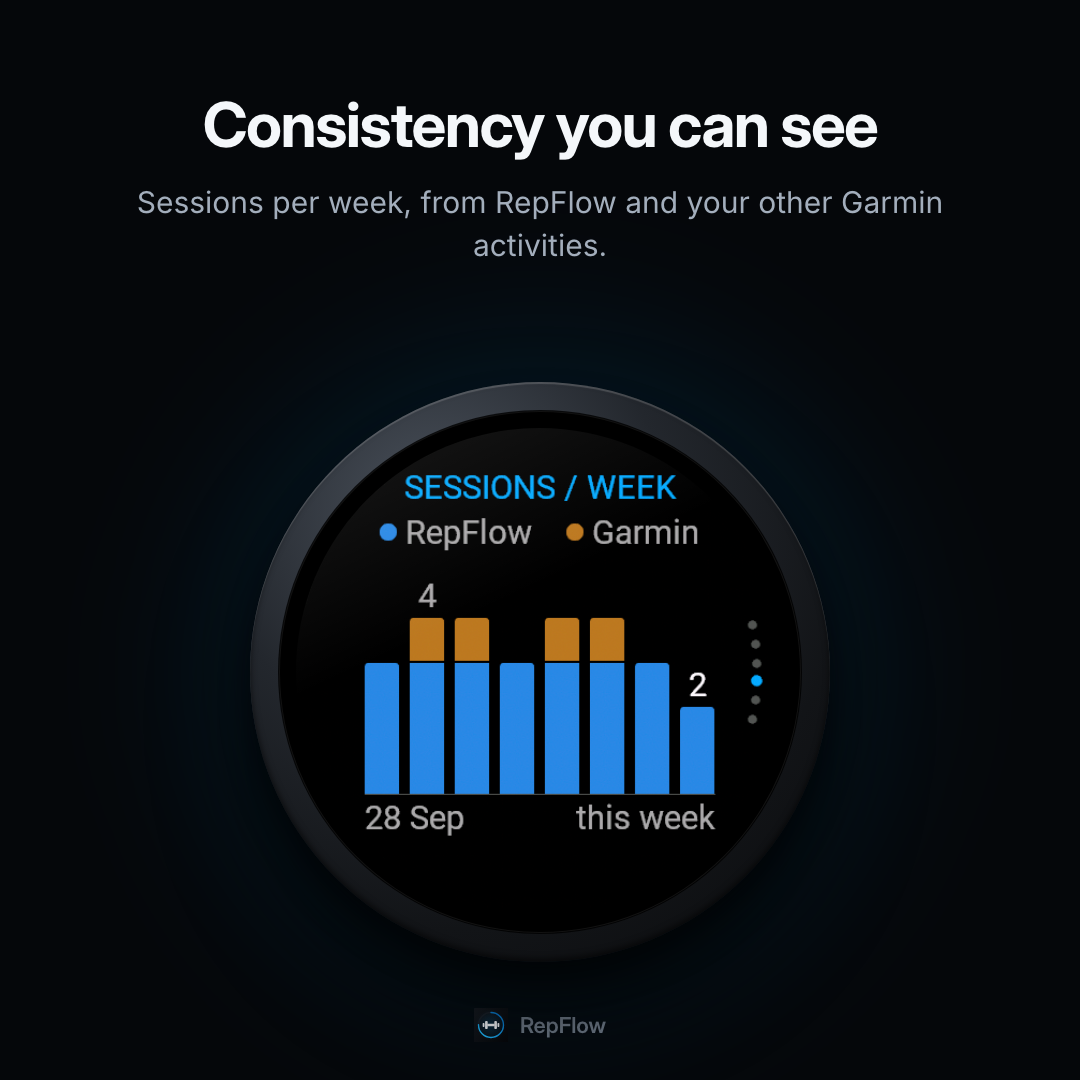 Consistency you can see
Sessions per week, from RepFlow and your other Garmin
activities.
SESSIONS / WEEK
RepFlow Garmin
4
2
28 Sep this week
RepFlow